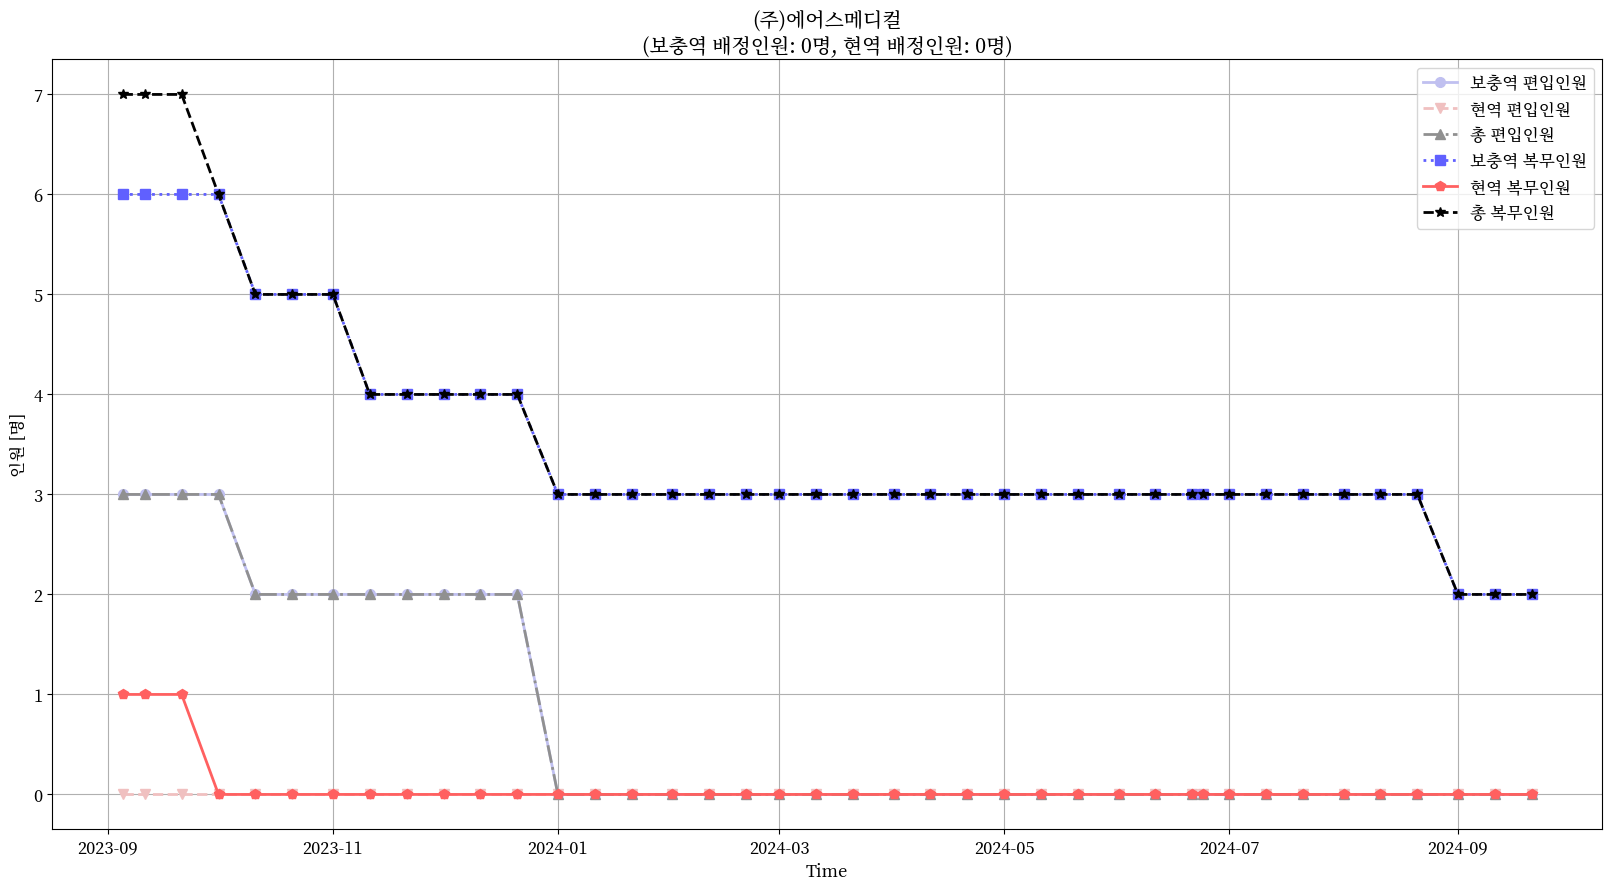 (주)에어스메디컬
(보충역 배정인원: 0명, 현역 배정인원: 0명)
보충역 편입인원
현역 편입인원
총 편입인원
보충역 복무인원
현역 복무인원
총 복무인원
인원 [명]
7
6
5
4
3
2
1
0
2023-09
2023-11
2024-01
2024-03
2024-05
2024-07
2024-09
Time